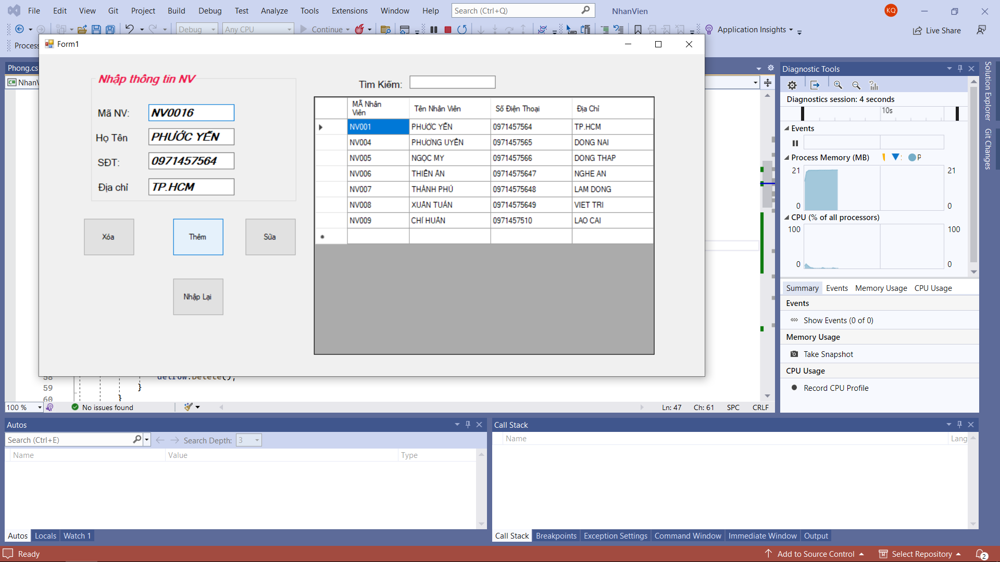 File Edit View Git Project Build Debug Test Analyze Tools Extensions Window Help Search (Ctrl+Q) NhanVien KQ
Debug Any CPU Continue Application Insights Live Share
Process
Form1
Phong.cs
C# NhanV
Nhập thông tin NV
Mã NV: NV0016
Họ Tên PHƯỚC YẾN
SĐT: 0971457564
Địa chỉ TP.HCM
Xóa Thêm Sửa
Nhập Lại
Tìm Kiếm:
MÃ Nhân Viên Tên Nhân Viên Số Điện Thoại Địa Chỉ
NV001 PHƯỚC YẾN 0971457564 TP.HCM
NV004 PHƯƠNG UYÊN 0971457565 DONG NAI
NV005 NGỌC MY 0971457566 DONG THAP
NV006 THIÊN ÂN 09714575647 NGHE AN
NV007 THÀNH PHÚ 09714575648 LAM DONG
NV008 XUÂN TUẤN 09714575649 VIET TRI
NV009 CHÍ HUÂN 0971457510 LAO CAI
58 delrow.Delete();
59 }
60 }
100 % No issues found Ln: 47 Ch: 61 SPC CRLF
Diagnostic Tools
Diagnostics session: 4 seconds
10s
Events
Process Memory (MB) P
21 21
0 0
CPU (% of all processors)
100 100
0 0
Summary Events Memory Usage CPU Usage
Events
Show Events (0 of 0)
Memory Usage
Take Snapshot
CPU Usage
Record CPU Profile
Solution Explorer
Git Changes
Autos
Search (Ctrl+E) Search Depth: 3
Name Value Type
Autos Locals Watch 1
Call Stack
Name Lang
Call Stack Breakpoints Exception Settings Command Window Immediate Window Output
Ready Add to Source Control Select Repository 2